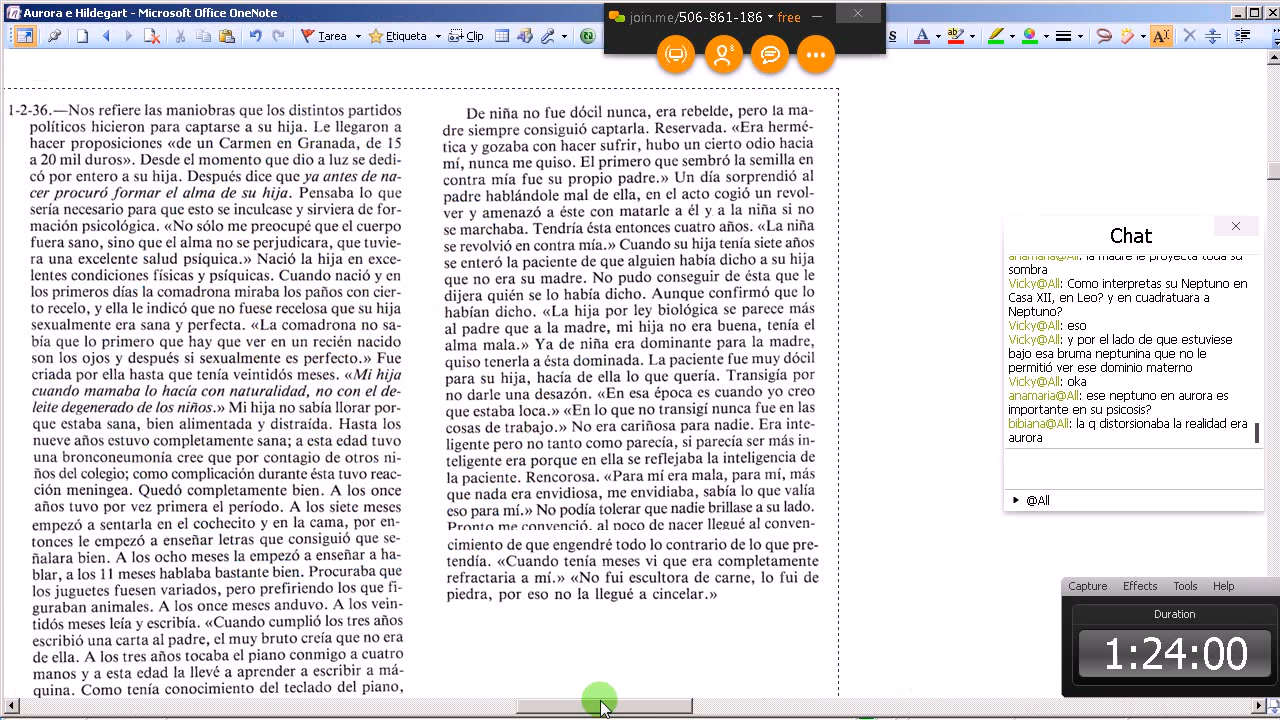 Aurora e Hildegart - Microsoft Office OneNote
join.me/506-861-186 free
Tarea
Etiqueta
Clip
8
1-2-36.—Nos refiere las maniobras que los distintos partidos
políticos hicieron para captarse a su hija. Le llegaron a
hacer proposiciones «de un Carmen en Granada, de 15
a 20 mil duros». Desde el momento que dio a luz se dedi-
có por entero a su hija. Después dice que ya antes de na-
cer procuró formar el alma de su hija. Pensaba lo que
sería necesario para que esto se inculcase y sirviera de for-
mación psicológica. «No sólo me preocupé que el cuerpo
fuera sano, sino que el alma no se perjudicara, que tuvie-
ra una excelente salud psíquica.» Nació la hija en exce-
lentes condiciones físicas y psíquicas. Cuando nació y en
los primeros días la comadrona miraba los paños con cier-
to recelo, y ella le indicó que no fuese recelosa que su hija
sexualmente era sana y perfecta. «La comadrona no sa-
bía que lo primero que hay que ver en un recién nacido
son los ojos y después si sexualmente es perfecto.» Fue
criada por ella hasta que tenía veintidós meses. «Mi hija
cuando mamaba lo hacía con naturalidad, no con el de-
leite degenerado de los niños.» Mi hija no sabía llorar por-
que estaba sana, bien alimentada y distraída. Hasta los
nueve años estuvo completamente sana; a esta edad tuvo
una bronconeumonía cree que por contagio de otros ni-
ños del colegio; como complicación durante ésta tuvo reac-
ción meningea. Quedó completamente bien. A los once
años tuvo por vez primera el período. A los siete meses
empezó a sentarla en el cochecito y en la cama, por en-
tonces le empezó a enseñar letras que consiguió que se-
ñalara bien. A los ocho meses la empezó a enseñar a ha-
blar, a los 11 meses hablaba bastante bien. Procuraba que
los juguetes fuesen variados, pero prefiriendo los que fi-
guraban animales. A los once meses anduvo. A los vein-
tidós meses leía y escribía. «Cuando cumplió los tres años
escribió una carta al padre, el muy bruto creía que no era
de ella. A los tres años tocaba el piano conmigo a cuatro
manos y a esta edad la llevé a aprender a escribir a má-
quina. Como tenía conocimiento del teclado del piano,
De niña no fue dócil nunca, era rebelde, pero la ma-
dre siempre consiguió captarla. Reservada. «Era hermé-
tica y gozaba con hacer sufrir, hubo un cierto odio hacia
mí, nunca me quiso. El primero que sembró la semilla en
contra mía fue su propio padre.» Un día sorprendió al
padre hablándole mal de ella, en el acto cogió un revol-
ver y amenazó a éste con matarle a él y a la niña si no
se marchaba. Tendría ésta entonces cuatro años. «La niña
se revolvió en contra mía.» Cuando su hija tenía siete años
se enteró la paciente de que alguien había dicho a su hija
que no era su madre. No pudo conseguir de ésta que le
dijera quién se lo había dicho. Aunque confirmó que lo
habían dicho. «La hija por ley biológica se parece más
al padre que a la madre, mi hija no era buena, tenía el
alma mala.» Ya de niña era dominante para la madre,
quiso tenerla a ésta dominada. La paciente fue muy dócil
para su hija, hacía de ella lo que quería. Transigía por
no darle una desazón. «En esa época es cuando yo creo
que estaba loca.» «En lo que no transigí nunca fue en las
cosas de trabajo.» No era cariñosa para nadie. Era inte-
ligente pero no tanto como parecía, si parecía ser más in-
teligente era porque en ella se reflejaba la inteligencia de
la paciente. Rencorosa. «Para mí era mala, para mí, más
que nada era envidiosa, me envidiaba, sabía lo que valía
eso para mí.» No podía tolerar que nadie brillase a su lado.
Pronto me convenció, al poco de nacer llegué al conven-
cimiento de que engendré todo lo contrario de lo que pre-
tendía. «Cuando tenía meses vi que era completamente
refractaria a mí.» «No fui escultora de carne, lo fui de
piedra, por eso no la llegué a cincelar.»
Chat
anamaria@All: la madre le proyecta toda su
sombra
Vicky@All: Como interpretas su Neptuno en
Casa XII, en Leo? y en cuadratuara a
Neptuno?
Vicky@All: eso
Vicky@All: y por el lado de que estuviese
bajo esa bruma neptunina que no le
permitió ver ese dominio materno
Vicky@All: oka
anamaria@All: ese neptuno en aurora es
importante en su psicosis?
bibiana@All: la q distorsionaba la realidad era
aurora
@All
Capture Effects Tools Help
Duration
1:24:00